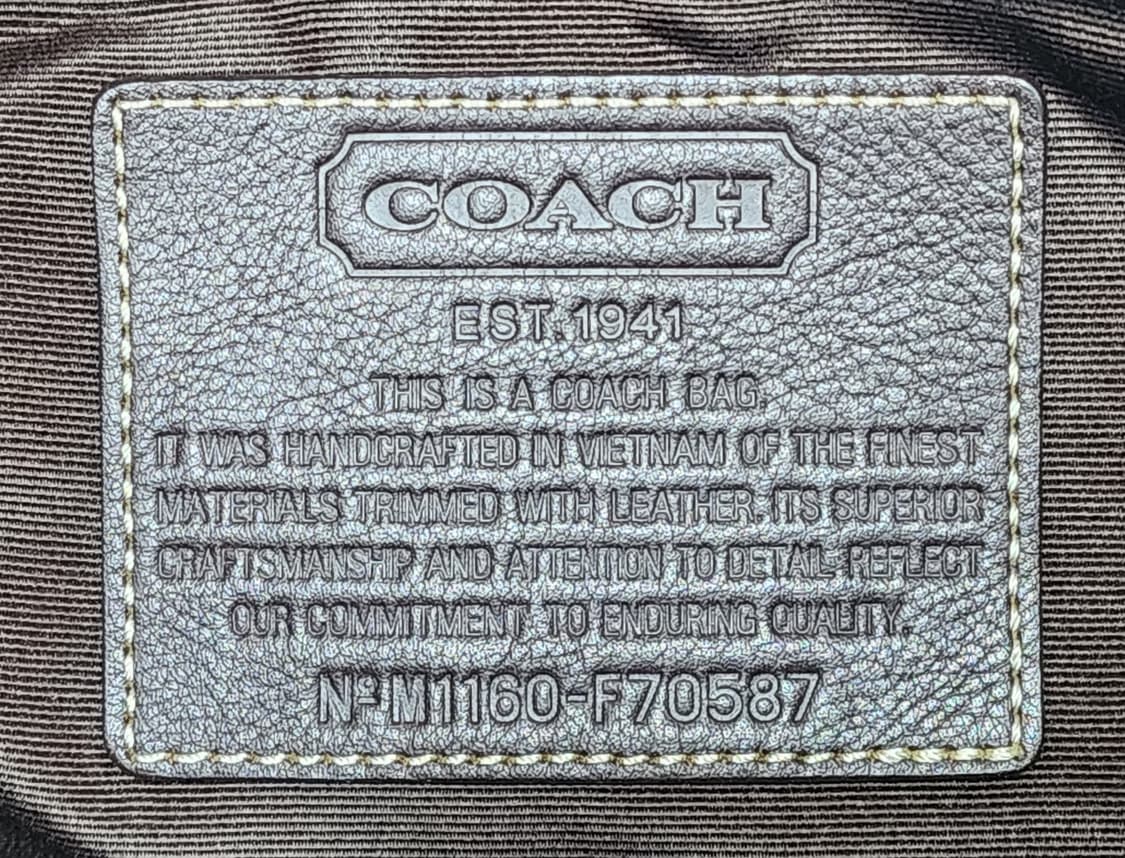 COACH
EST. 1941
THIS IS A COACH BAG.
IT WAS HANDCRAFTED IN VIETNAM OF THE FINEST
MATERIALS TRIMMED WITH LEATHER. ITS SUPERIOR
CRAFTSMANSHIP AND ATTENTION TO DETAIL REFLECT
OUR COMMITMENT TO ENDURING QUALITY.
Nº M1160-F70587